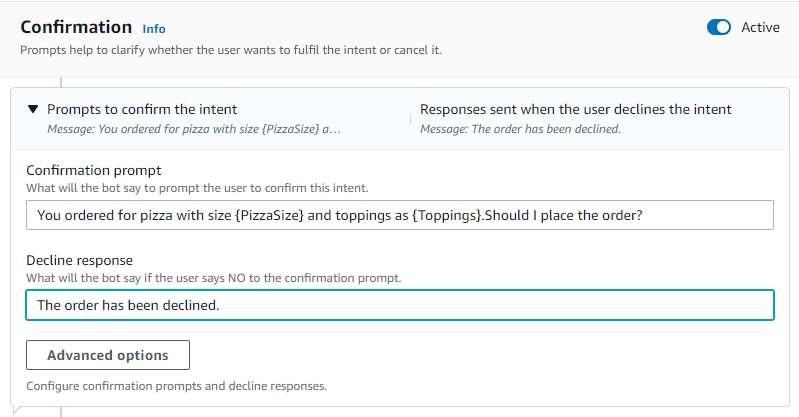 Confirmation Info
Active
Prompts help to clarify whether the user wants to fulfil the intent or cancel it.
Prompts to confirm the intent
Message: You ordered for pizza with size {PizzaSize} a...
Responses sent when the user declines the intent
Message: The order has been declined.
Confirmation prompt
What will the bot say to prompt the user to confirm this intent.
You ordered for pizza with size {PizzaSize} and toppings as {Toppings}.Should I place the order?
Decline response
What will the bot say if the user says NO to the confirmation prompt.
The order has been declined.
Advanced options
Configure confirmation prompts and decline responses.